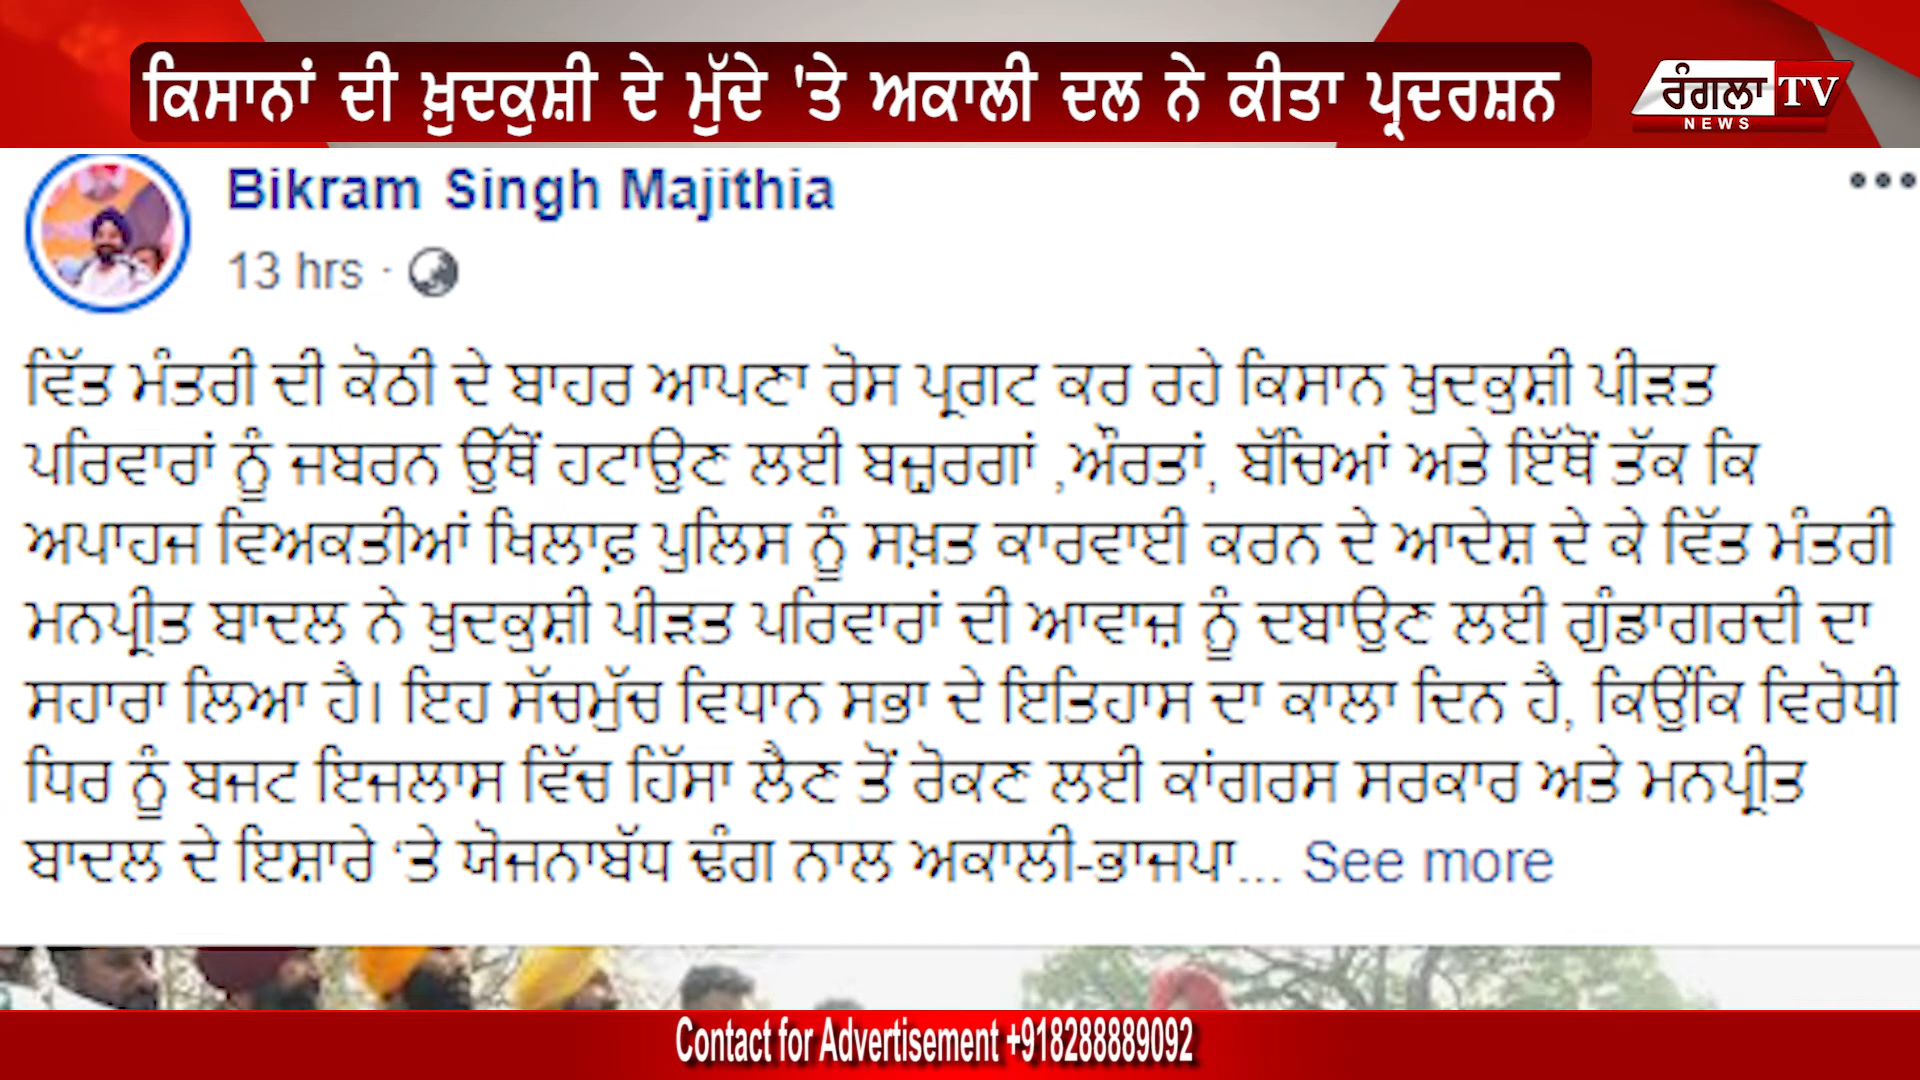 ਕਿਸਾਨਾਂ ਦੀ ਖ਼ੁਦਕੁਸ਼ੀ ਦੇ ਮੁੱਦੇ 'ਤੇ ਅਕਾਲੀ ਦਲ ਨੇ ਕੀਤਾ ਪ੍ਰਦਰਸ਼ਨ
ਰੰਗਲਾ TV
NEWS
Bikram Singh Majithia
13 hrs ·
ਵਿੱਤ ਮੰਤਰੀ ਦੀ ਕੋਠੀ ਦੇ ਬਾਹਰ ਆਪਣਾ ਰੋਸ ਪ੍ਰਗਟ ਕਰ ਰਹੇ ਕਿਸਾਨ ਖੁਦਕੁਸ਼ੀ ਪੀੜਤ
ਪਰਿਵਾਰਾਂ ਨੂੰ ਜਬਰਨ ਉੱਥੋਂ ਹਟਾਉਣ ਲਈ ਬਜ਼ੁਰਗਾਂ ,ਔਰਤਾਂ, ਬੱਚਿਆਂ ਅਤੇ ਇੱਥੋਂ ਤੱਕ ਕਿ
ਅਪਾਹਜ ਵਿਅਕਤੀਆਂ ਖਿਲਾਫ਼ ਪੁਲਿਸ ਨੂੰ ਸਖ਼ਤ ਕਾਰਵਾਈ ਕਰਨ ਦੇ ਆਦੇਸ਼ ਦੇ ਕੇ ਵਿੱਤ ਮੰਤਰੀ
ਮਨਪ੍ਰੀਤ ਬਾਦਲ ਨੇ ਖੁਦਕੁਸ਼ੀ ਪੀੜਤ ਪਰਿਵਾਰਾਂ ਦੀ ਆਵਾਜ਼ ਨੂੰ ਦਬਾਉਣ ਲਈ ਗੁੰਡਾਗਰਦੀ ਦਾ
ਸਹਾਰਾ ਲਿਆ ਹੈ। ਇਹ ਸੱਚਮੁੱਚ ਵਿਧਾਨ ਸਭਾ ਦੇ ਇਤਿਹਾਸ ਦਾ ਕਾਲਾ ਦਿਨ ਹੈ, ਕਿਉਂਕਿ ਵਿਰੋਧੀ
ਧਿਰ ਨੂੰ ਬਜਟ ਇਜਲਾਸ ਵਿੱਚ ਹਿੱਸਾ ਲੈਣ ਤੋਂ ਰੋਕਣ ਲਈ ਕਾਂਗਰਸ ਸਰਕਾਰ ਅਤੇ ਮਨਪ੍ਰੀਤ
ਬਾਦਲ ਦੇ ਇਸ਼ਾਰੇ 'ਤੇ ਯੋਜਨਾਬੱਧ ਢੰਗ ਨਾਲ ਅਕਾਲੀ-ਭਾਜਪਾ... See more
Contact for Advertisement +918288889092